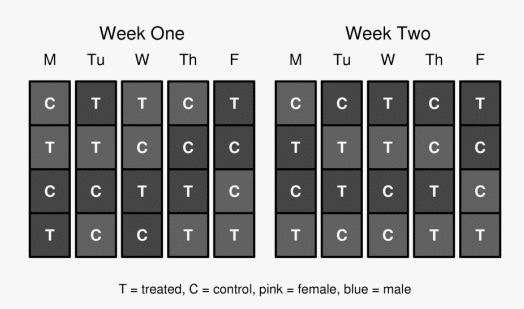 Week One Week Two
M Tu W Th F M Tu W Th F
C T T C T C C T C T
T T C C C T T T C C
C C T T C C T C T C
T C C T T T C C T T
T = treated, C = control, pink = female, blue = male